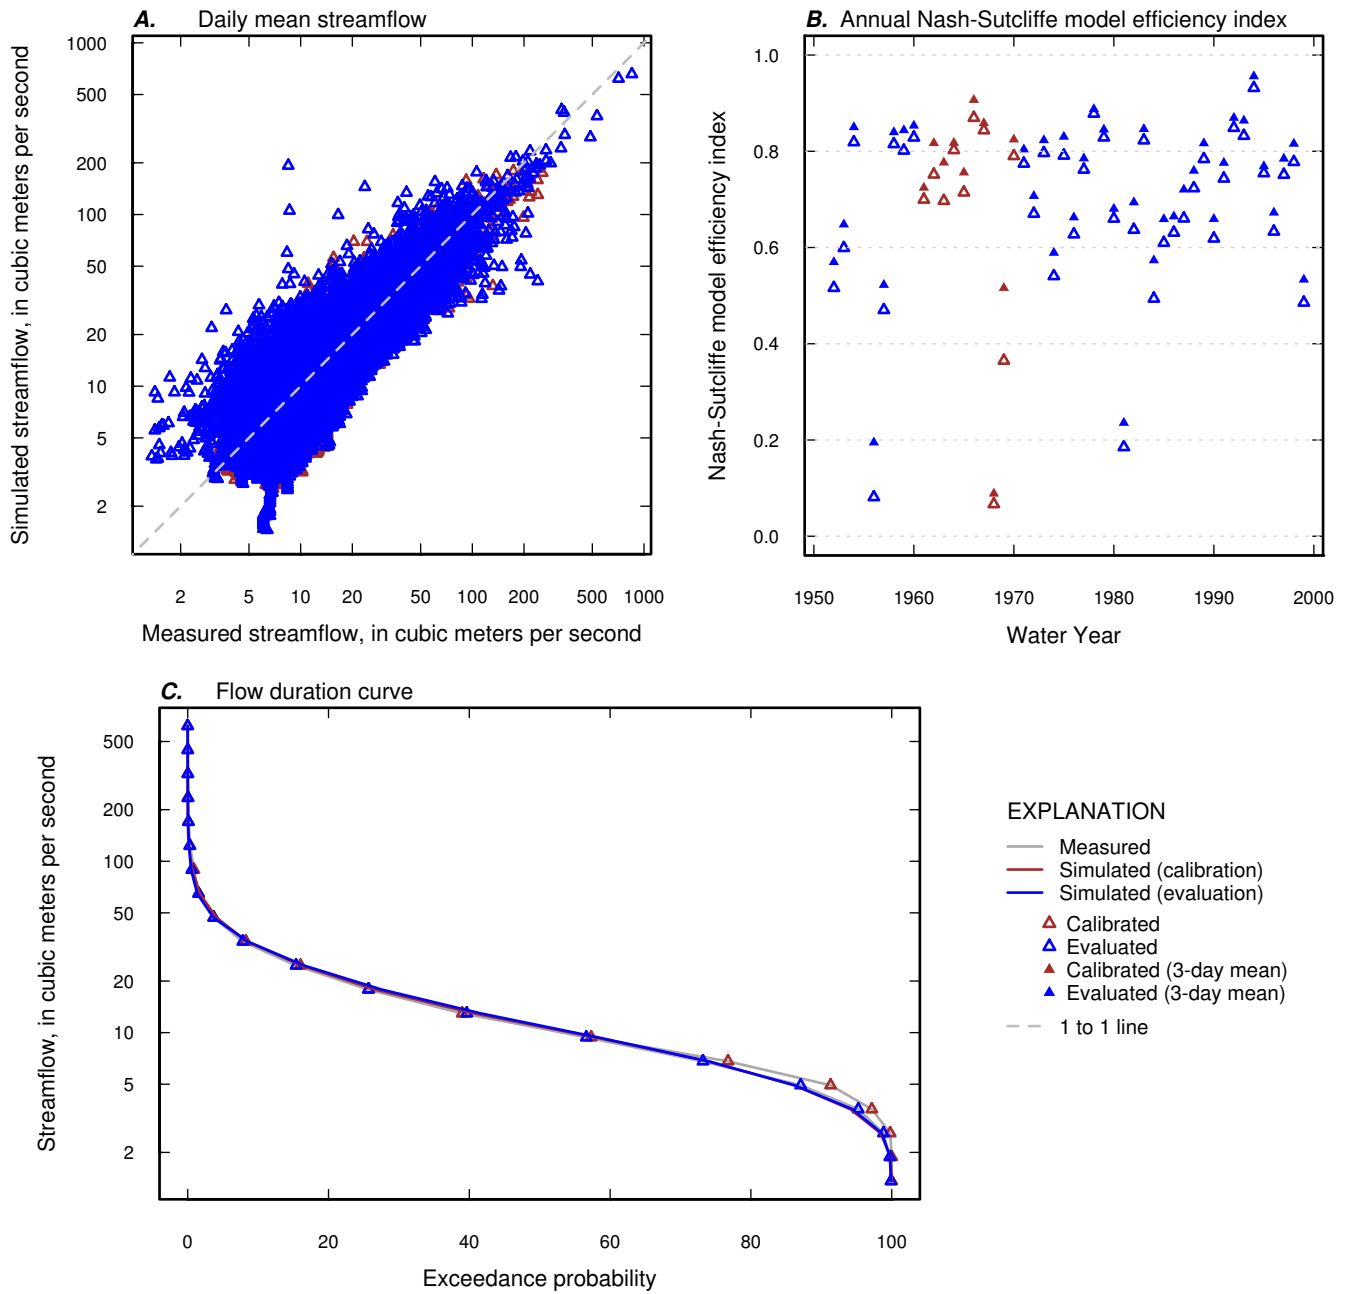 A. Daily mean streamflow
Simulated streamflow, in cubic meters per second
1000
500
200
100
50
20
10
5
2
2 5 10 20 50 100 200 500 1000
Measured streamflow, in cubic meters per second
B. Annual Nash-Sutcliffe model efficiency index
Nash-Sutcliffe model efficiency index
1.0
0.8
0.6
0.4
0.2
0.0
1950 1960 1970 1980 1990 2000
Water Year
C. Flow duration curve
Streamflow, in cubic meters per second
500
200
100
50
20
10
5
2
0 20 40 60 80 100
Exceedance probability
EXPLANATION
Measured
Simulated (calibration)
Simulated (evaluation)
Calibrated
Evaluated
Calibrated (3-day mean)
Evaluated (3-day mean)
1 to 1 line